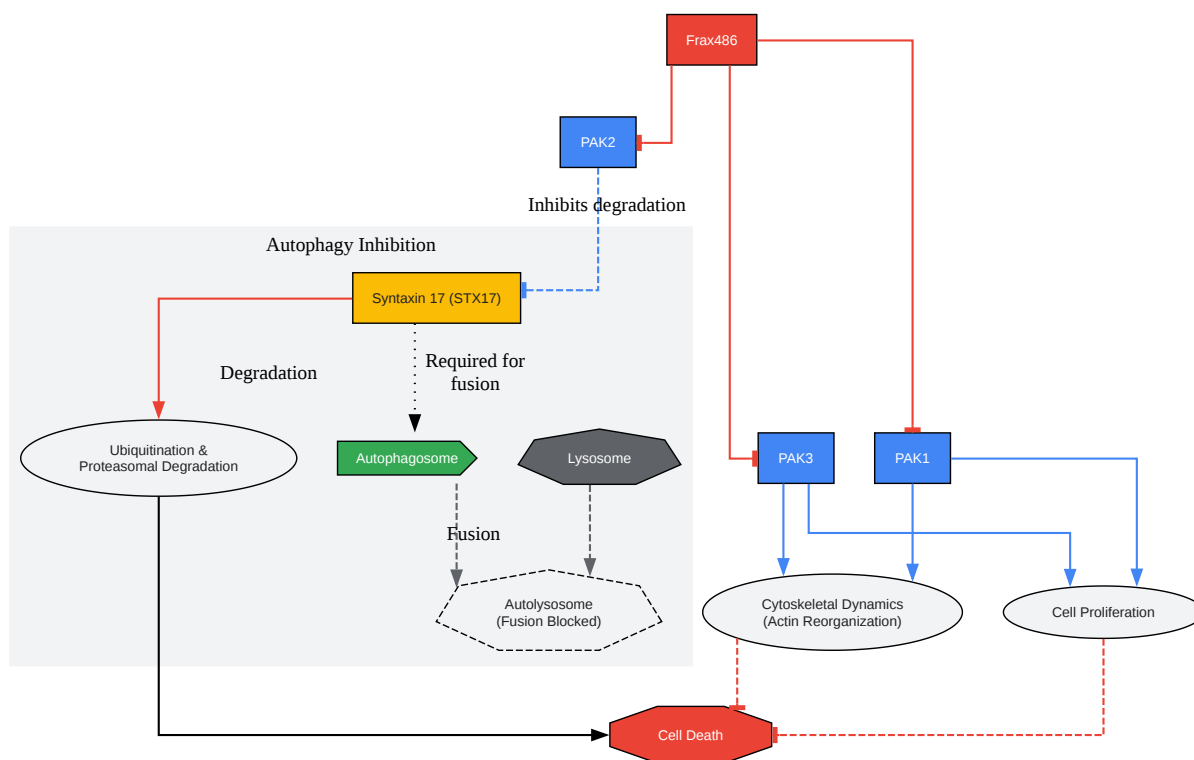 Frax486
PAK2
Inhibits degradation
Autophagy Inhibition
Syntaxin 17 (STX17)
Required for
fusion
Degradation
Ubiquitination &
Proteasomal Degradation
Autophagosome
Lysosome
PAK3
PAK1
Fusion
Autolysosome
(Fusion Blocked)
Cytoskeletal Dynamics
(Actin Reorganization)
Cell Proliferation
Cell Death